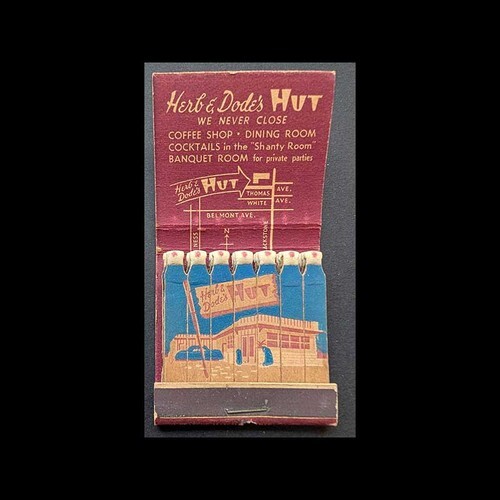 Herb & Dode's HUT
WE NEVER CLOSE
COFFEE SHOP • DINING ROOM
COCKTAILS in the "Shanty Room"
BANQUET ROOM for private parties
Herb & Dode's HUT
THOMAS AVE.
WHITE AVE.
BELMONT AVE.
N
Herb & Dode's HUT